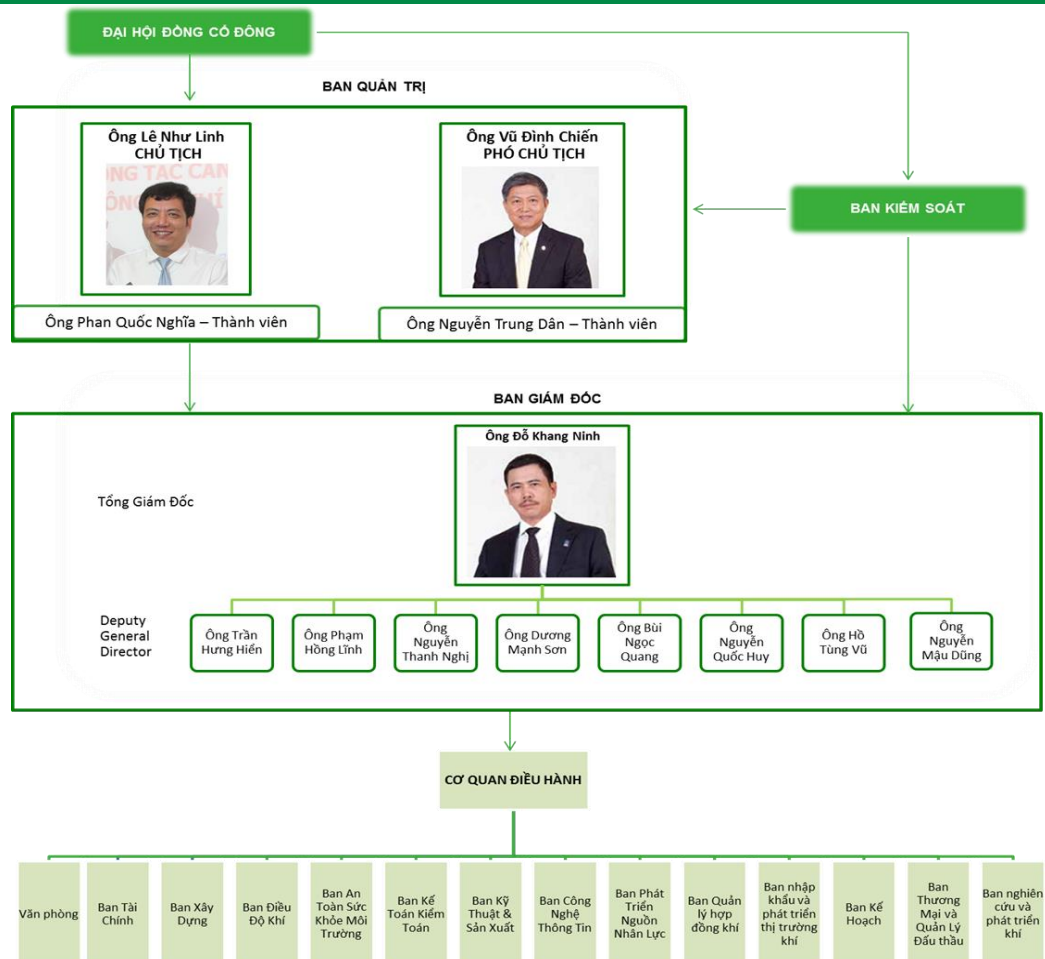 ĐẠI HỘI ĐỒNG CỔ ĐÔNG
BAN QUẢN TRỊ
Ông Lê Như Linh
CHỦ TỊCH
NG TAC CAN
ÔNG
HÍ
Ông Vũ Đình Chiến
PHÓ CHỦ TỊCH
BAN KIỂM SOÁT
Ông Phan Quốc Nghĩa – Thành viên
Ông Nguyễn Trung Dân – Thành viên
BAN GIÁM ĐỐC
Ông Đỗ Khang Ninh
Tổng Giám Đốc
Deputy
General
Director
Ông Trần
Hưng Hiển
Ông Phạm
Hồng Lĩnh
Ông
Nguyễn
Thanh Nghị
Ông Dương
Mạnh Sơn
Ông Bùi
Ngọc
Quang
Ông
Nguyễn
Quốc Huy
Ông Hồ
Tùng Vũ
Ông
Nguyễn
Mậu Dũng
CƠ QUAN ĐIỀU HÀNH
Văn phòng
Ban Tài
Chính
Ban Xây
Dựng
Ban Điều
Độ Khí
Ban An
Toàn Sức
Khỏe Môi
Trường
Ban Kế
Toán Kiểm
Toán
Ban Kỹ
Thuật &
Sản Xuất
Ban Công
Nghệ
Thông Tin
Ban Phát
Triển
Nguồn
Nhân Lực
Ban Quản
lý hợp
đồng khí
Ban nhập
khẩu và
phát triển
thị trường
khí
Ban Kế
Hoạch
Ban
Thương
Mại và
Quản Lý
Đấu thầu
Ban nghiên
cứu và
phát triển
khí